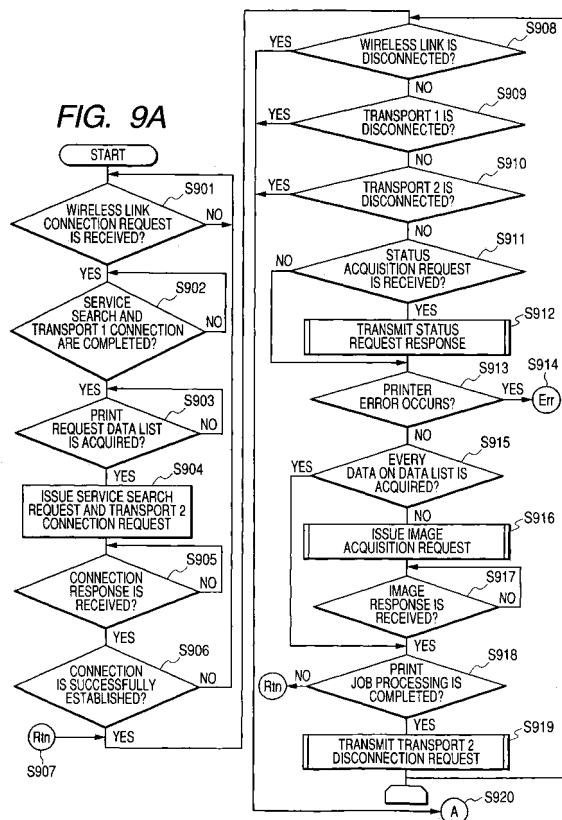 FIG. 9A
START
S901
WIRELESS LINK
CONNECTION REQUEST
IS RECEIVED?
NO
YES
S902
SERVICE
SEARCH AND
TRANSPORT 1 CONNECTION
ARE COMPLETED?
NO
YES
S903
PRINT
REQUEST DATA LIST
IS ACQUIRED?
NO
YES
S904
ISSUE SERVICE SEARCH
REQUEST AND TRANSPORT 2
CONNECTION REQUEST
S905
CONNECTION
RESPONSE IS
RECEIVED?
NO
YES
S906
CONNECTION
IS SUCCESSFULLY
ESTABLISHED?
NO
YES
Rtn
S907
S908
YES
WIRELESS LINK IS
DISCONNECTED?
NO
S909
YES
TRANSPORT 1 IS
DISCONNECTED?
NO
S910
YES
TRANSPORT 2 IS
DISCONNECTED?
NO
S911
NO
STATUS
ACQUISITION REQUEST
IS RECEIVED?
YES
S912
TRANSMIT STATUS
REQUEST RESPONSE
S913
S914
PRINTER
ERROR OCCURS?
YES
Err
NO
S915
YES
EVERY
DATA ON DATA LIST IS
ACQUIRED?
NO
S916
ISSUE IMAGE
ACQUISITION REQUEST
S917
IMAGE
RESPONSE IS
RECEIVED?
NO
YES
S918
NO
Rtn
PRINT
JOB PROCESSING IS
COMPLETED?
YES
S919
TRANSMIT TRANSPORT 2
DISCONNECTION REQUEST
S920
A